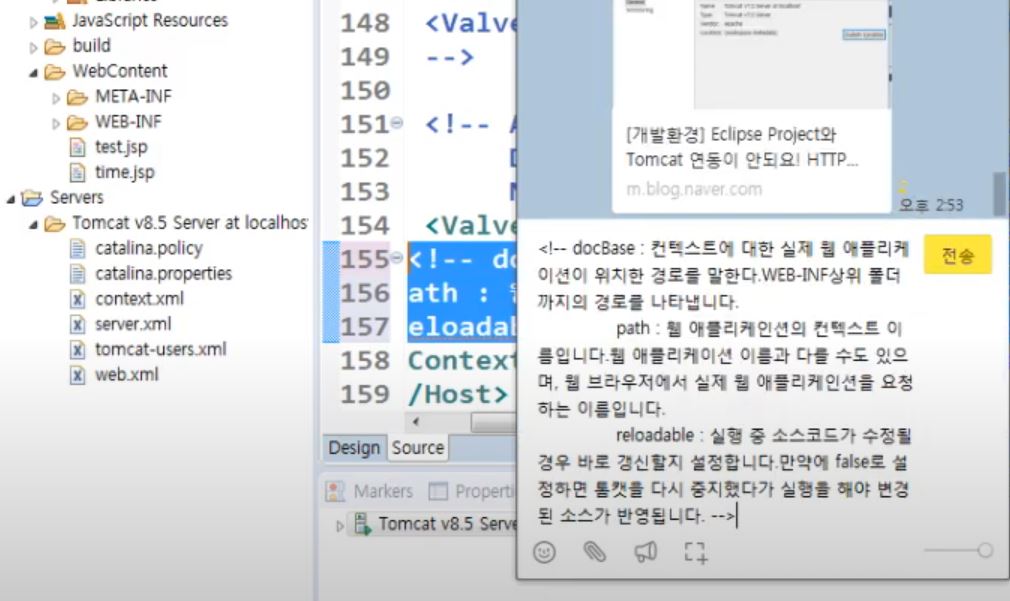 JavaScript Resources
build
WebContent
META-INF
WEB-INF
test.jsp
time.jsp
Servers
Tomcat v8.5 Server at localhos
catalina.policy
catalina.properties
context.xml
server.xml
tomcat-users.xml
web.xml
148 <Valve
149 -->
150
151 <!--
152
153
154 <Valve
155 <!-- do
156 ath :
157 eloadab
158 Context
159 /Host>
Design
Source
Markers
Properti
Tomcat v8.5 Serve
[개발환경] Eclipse Project와
Tomcat 연동이 안되요! HTTP...
m.blog.naver.com
2
오후 2:53
<!-- docBase : 컨텍스트에 대한 실제 웹 애플리케
이션이 위치한 경로를 말한다.WEB-INF상위 폴더
까지의 경로를 나타냅니다.
path : 웹 애플리케인션의 컨텍스트 이
름입니다.웹 애플리케이션 이름과 다를 수도 있으
며, 웹 브라우저에서 실제 웹 애플리케인션을 요청
하는 이름입니다.
reloadable : 실행 중 소스코드가 수정될
경우 바로 갱신할지 설정합니다.만약에 false로 설
정하면 톰캣을 다시 중지했다가 실행을 해야 변경
된 소스가 반영됩니다. -->
전송